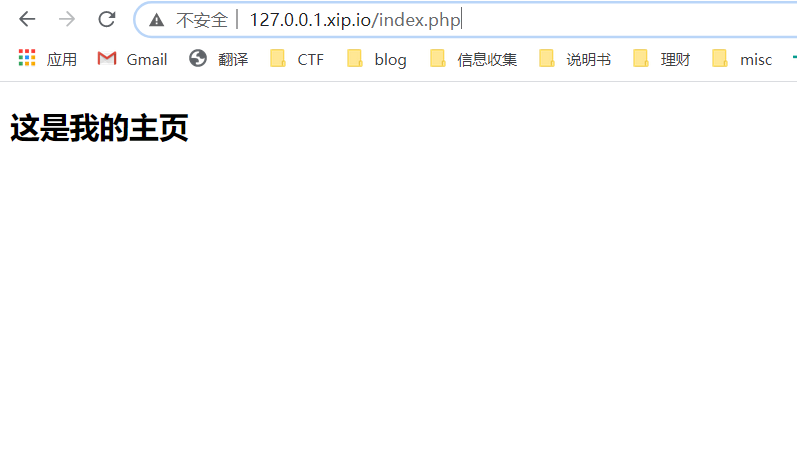 不安全 127.0.0.1.xip.io/index.php
应用 Gmail 翻译 CTF blog 信息收集 说明书 理财 misc
这是我的主页